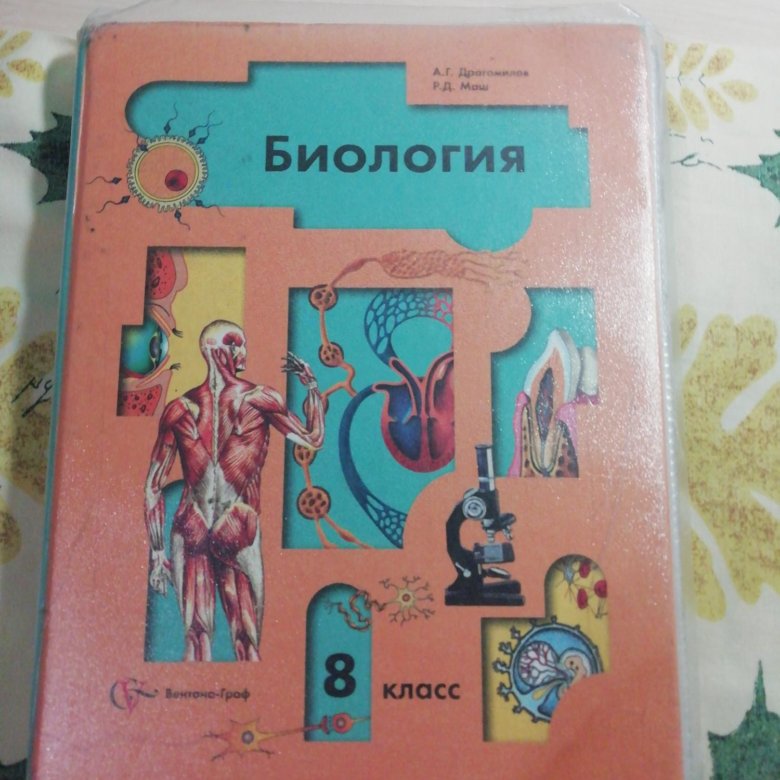 А.Г. Драгомилов
Р.Д. Маш
Биология
Вентана-Граф
8 класс